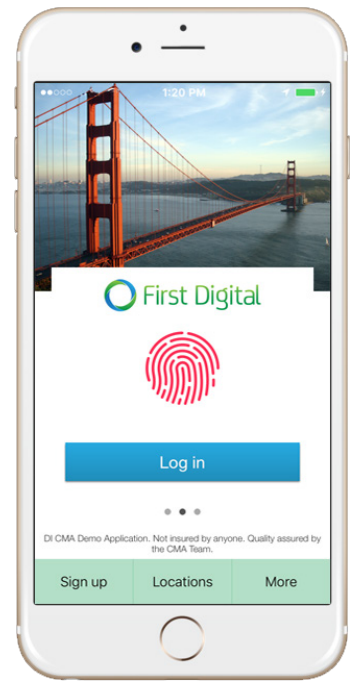 1:20 PM
First Digital
Log in
DI CMA Demo Application. Not insured by anyone. Quality assured by
the CMA Team.
Sign up Locations More